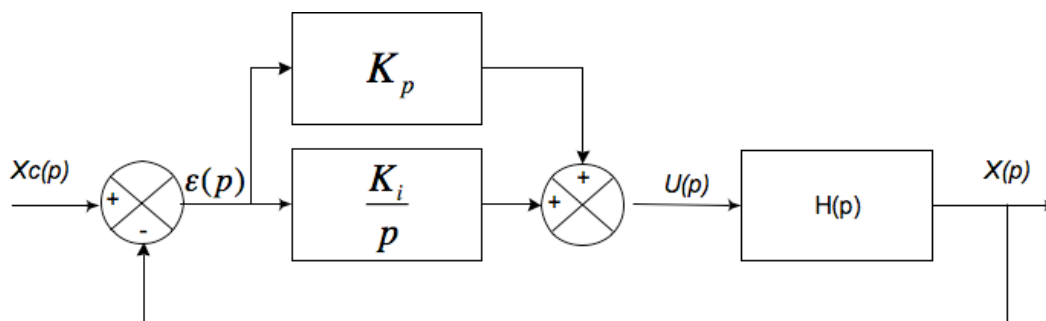 K_p
Xc(p)
+
-
ε(p)
K_i
p
+
+
U(p)
H(p)
X(p)